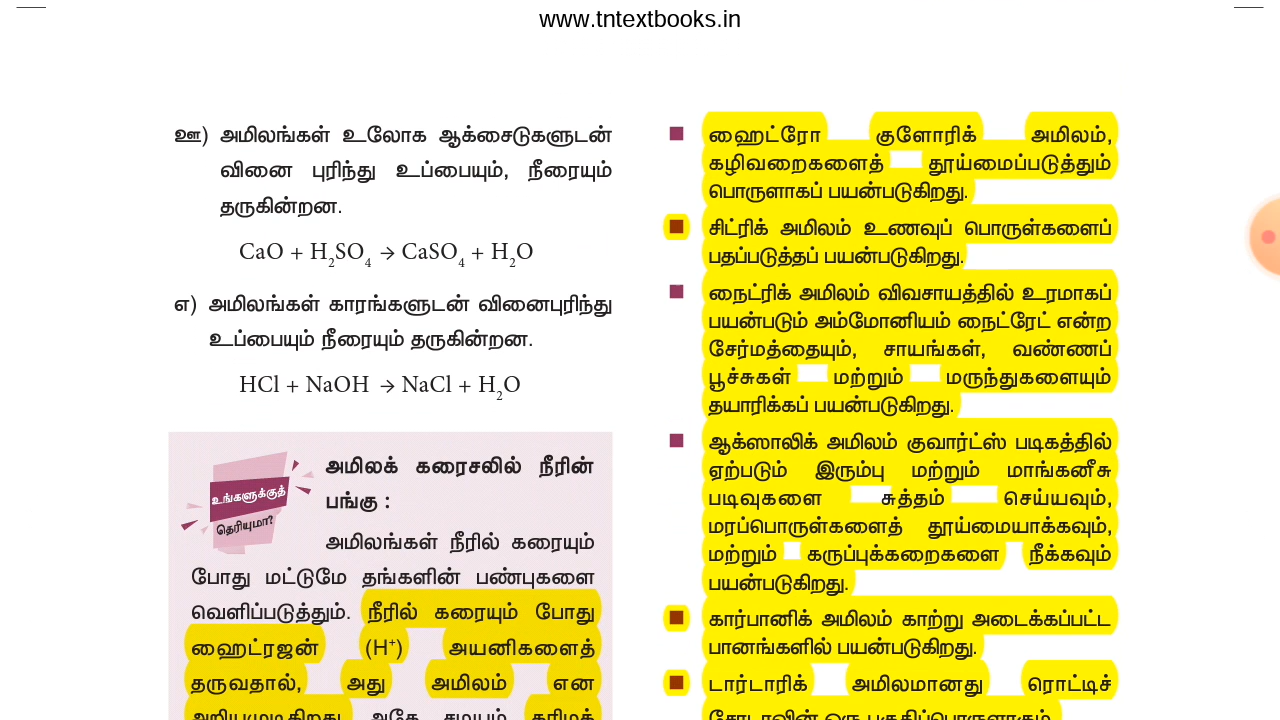 www.tntextbooks.in
ஊ) அமிலங்கள் உலோக ஆக்சைடுகளுடன்
வினை புரிந்து உப்பையும், நீரையும்
தருகின்றன.
CaO + H₂SO₄ → CaSO₄ + H₂O
எ) அமிலங்கள் காரங்களுடன் வினைபுரிந்து
உப்பையும் நீரையும் தருகின்றன.
HCl + NaOH → NaCl + H₂O
உங்களுக்குத்
தெரியுமா?
அமிலக் கரைசலில் நீரின்
பங்கு :
அமிலங்கள் நீரில் கரையும்
போது மட்டுமே தங்களின் பண்புகளை
வெளிப்படுத்தும். நீரில் கரையும் போது
ஹைட்ரஜன் (H⁺) அயனிகளைத்
தருவதால், அது அமிலம் என
■ ஹைட்ரோ குளோரிக் அமிலம்,
கழிவறைகளைத் தூய்மைப்படுத்தும்
பொருளாகப் பயன்படுகிறது.
■ சிட்ரிக் அமிலம் உணவுப் பொருள்களைப்
பதப்படுத்தப் பயன்படுகிறது.
■ நைட்ரிக் அமிலம் விவசாயத்தில் உரமாகப்
பயன்படும் அம்மோனியம் நைட்ரேட் என்ற
சேர்மத்தையும், சாயங்கள், வண்ணப்
பூச்சுகள் மற்றும் மருந்துகளையும்
தயாரிக்கப் பயன்படுகிறது.
■ ஆக்ஸாலிக் அமிலம் குவார்ட்ஸ் படிகத்தில்
ஏற்படும் இரும்பு மற்றும் மாங்கனீசு
படிவுகளை சுத்தம் செய்யவும்,
மரப்பொருள்களைத் தூய்மையாக்கவும்,
மற்றும் கருப்புக்கறைகளை நீக்கவும்
பயன்படுகிறது.
■ கார்பானிக் அமிலம் காற்று அடைக்கப்பட்ட
பானங்களில் பயன்படுகிறது.
■ டார்டாரிக் அமிலமானது ரொட்டிச்